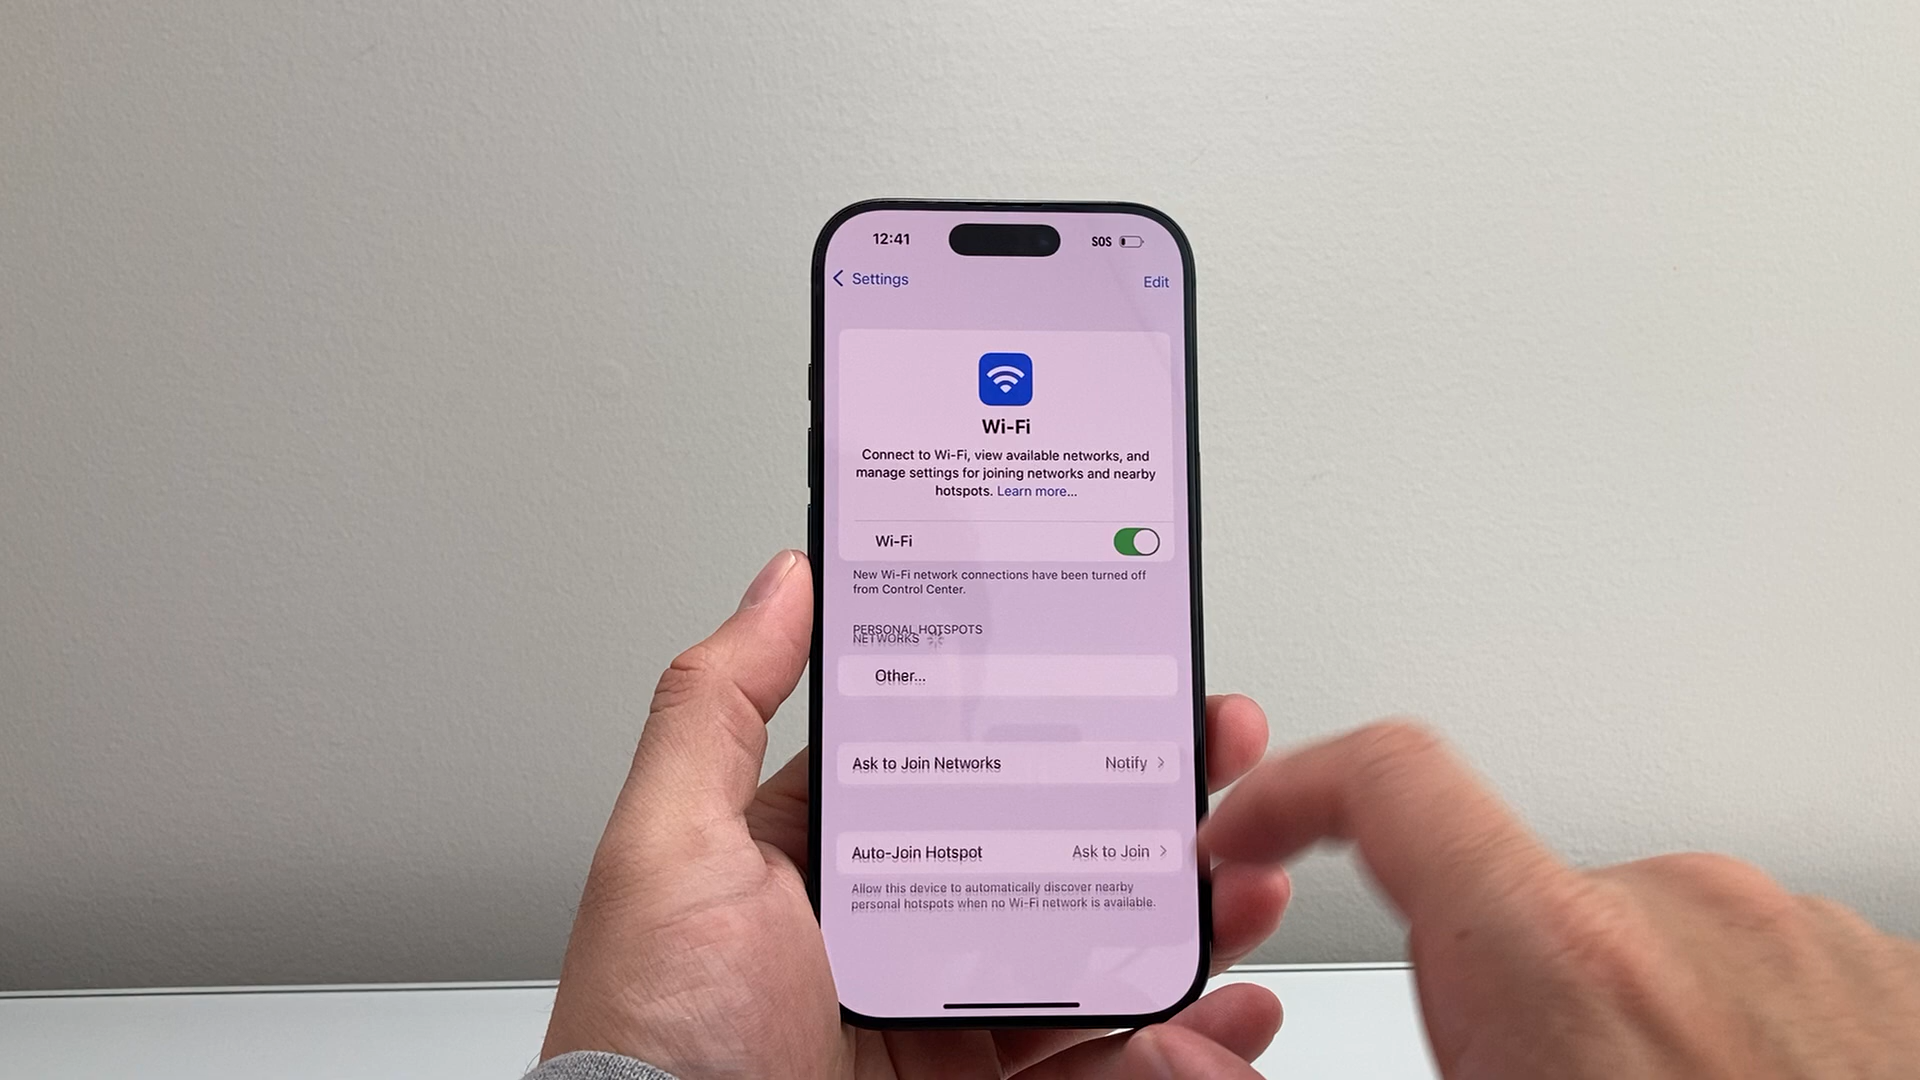 12:41
SOS
Settings
Edit
Wi-Fi
Connect to Wi-Fi, view available networks, and
manage settings for joining networks and nearby
hotspots. Learn more...
Wi-Fi
New Wi-Fi network connections have been turned off
from Control Center.
PERSONAL HOTSPOTS
NETWORKS
Other...
Ask to Join Networks
Notify
Auto-Join Hotspot
Ask to Join
Allow this device to automatically discover nearby
personal hotspots when no Wi-Fi network is available.